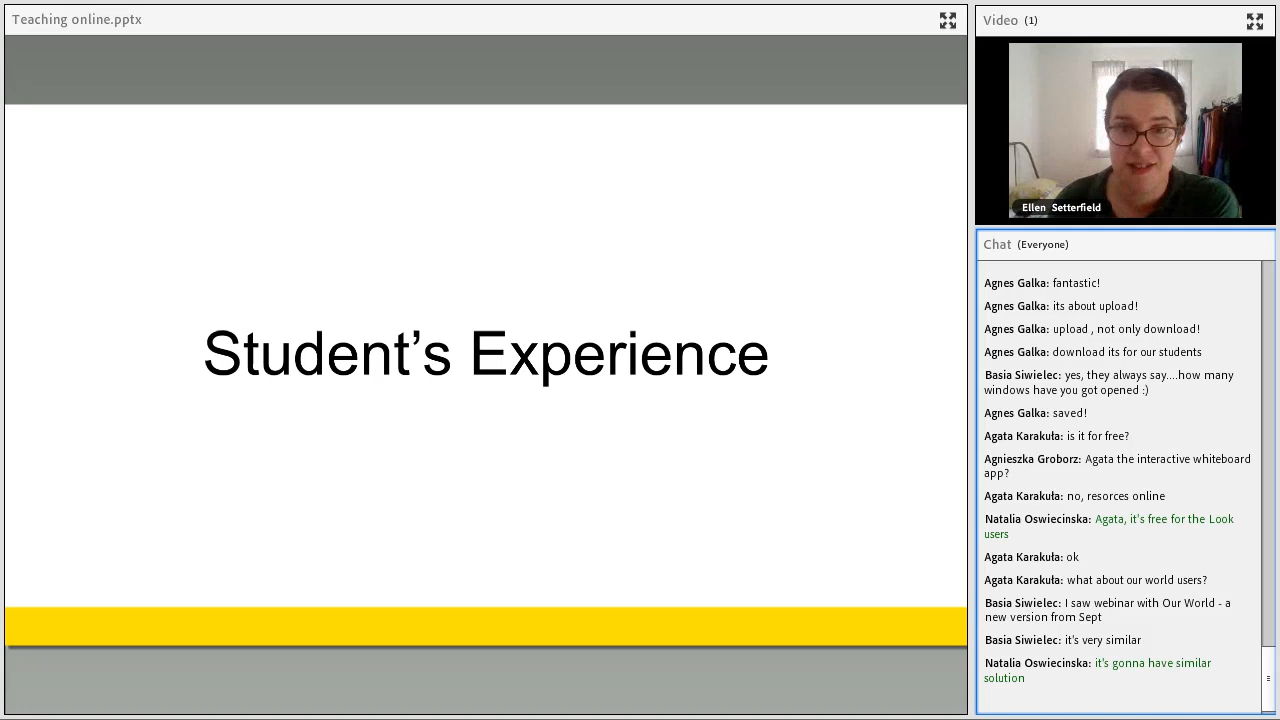 Teaching online.pptx
Student’s Experience
Video (1)
Ellen Setterfield
Chat (Everyone)
Agnes Galka: fantastic!
Agnes Galka: its about upload!
Agnes Galka: upload , not only download!
Agnes Galka: download its for our students
Basia Siwielec: yes, they always say....how many
windows have you got opened :)
Agnes Galka: saved!
Agata Karakuła: is it for free?
Agnieszka Groborz: Agata the interactive whiteboard
app?
Agata Karakuła: no, resorces online
Natalia Oswiecinska: Agata, it's free for the Look
users
Agata Karakuła: ok
Agata Karakuła: what about our world users?
Basia Siwielec: I saw webinar with Our World - a
new version from Sept
Basia Siwielec: it's very similar
Natalia Oswiecinska: it's gonna have similar
solution